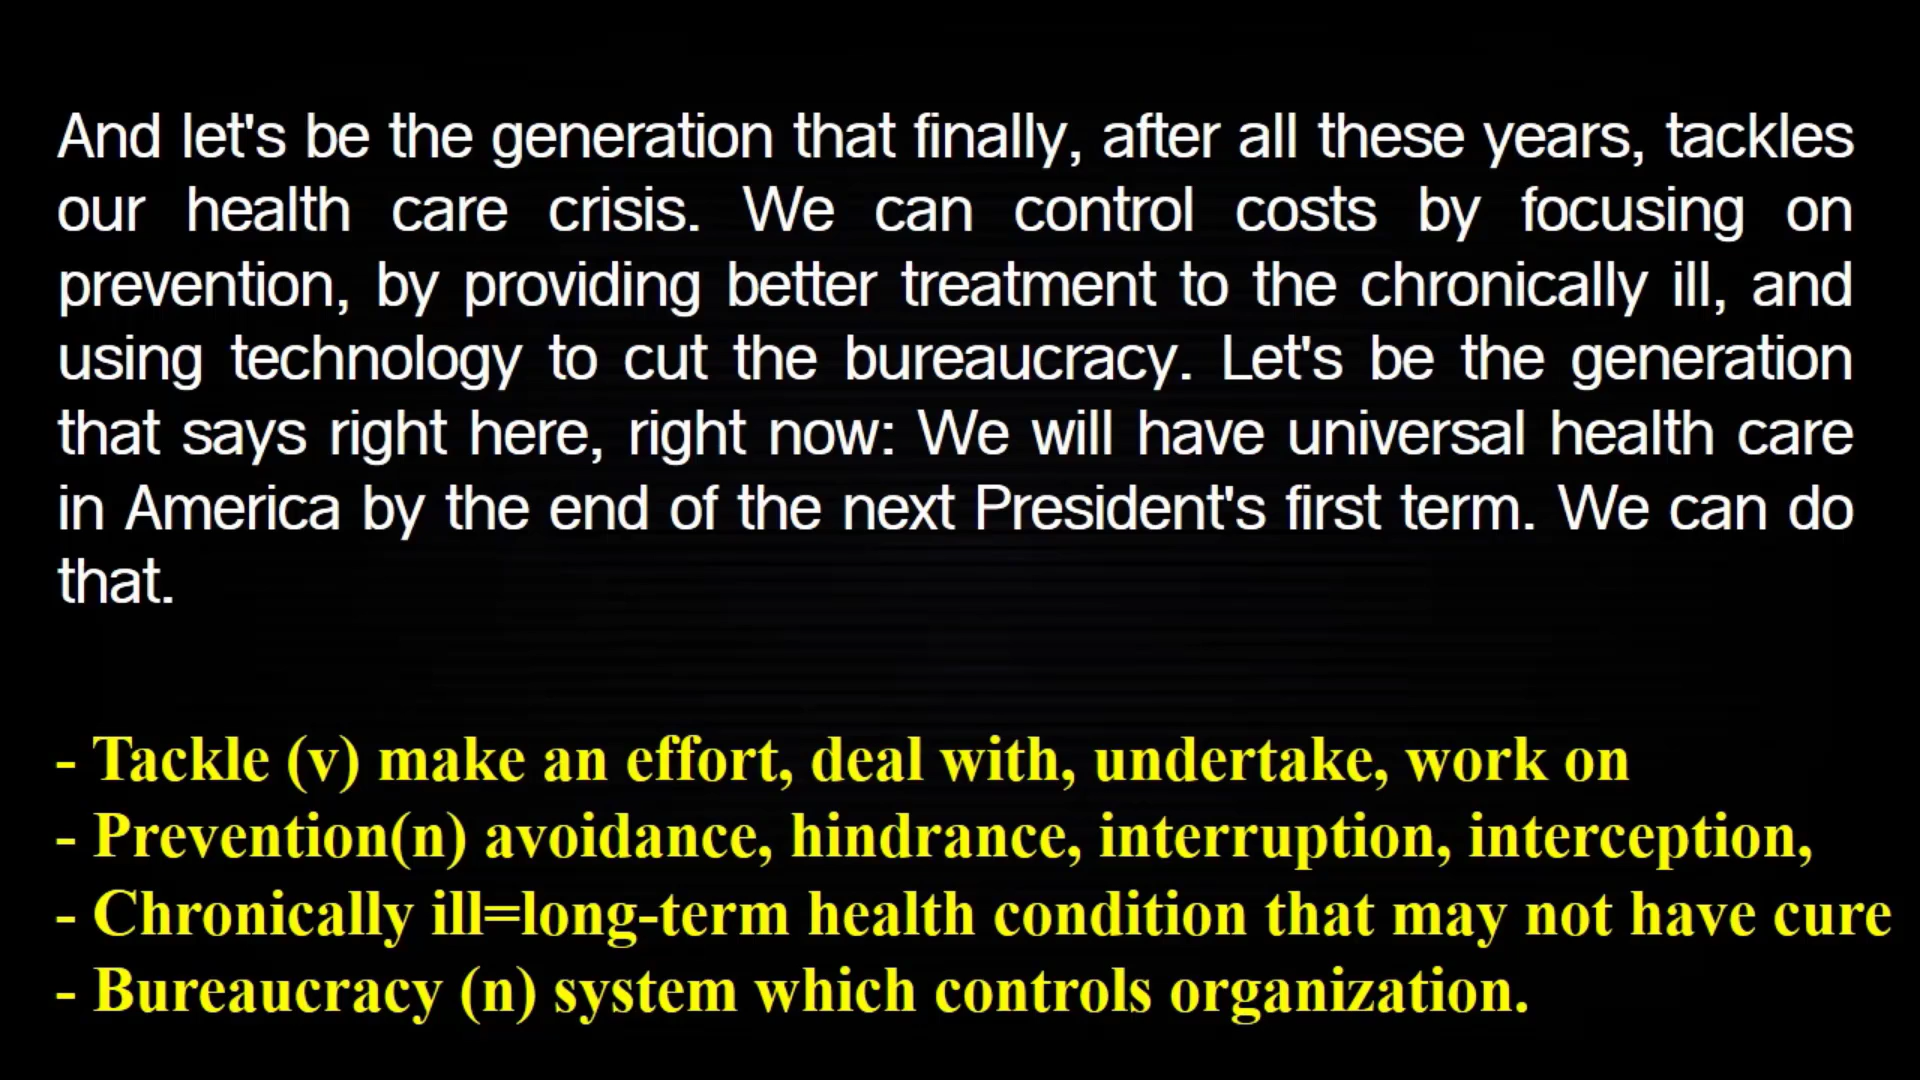 And let's be the generation that finally, after all these years, tackles
our health care crisis. We can control costs by focusing on
prevention, by providing better treatment to the chronically ill, and
using technology to cut the bureaucracy. Let's be the generation
that says right here, right now: We will have universal health care
in America by the end of the next President's first term. We can do
that.
- Tackle (v) make an effort, deal with, undertake, work on
- Prevention(n) avoidance, hindrance, interruption, interception,
- Chronically ill=long-term health condition that may not have cure
- Bureaucracy (n) system which controls organization.